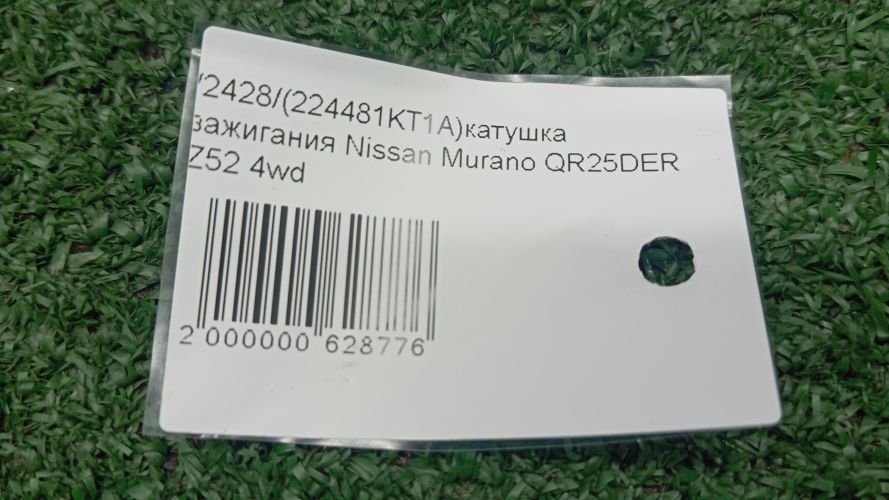 /2428/(224481KT1A)катушка
зажигания Nissan Murano QR25DER
Z52 4wd
2 000000 628776